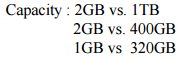 Capacity : 2GB vs. 1TB
2GB vs. 400GB
1GB vs 320GB